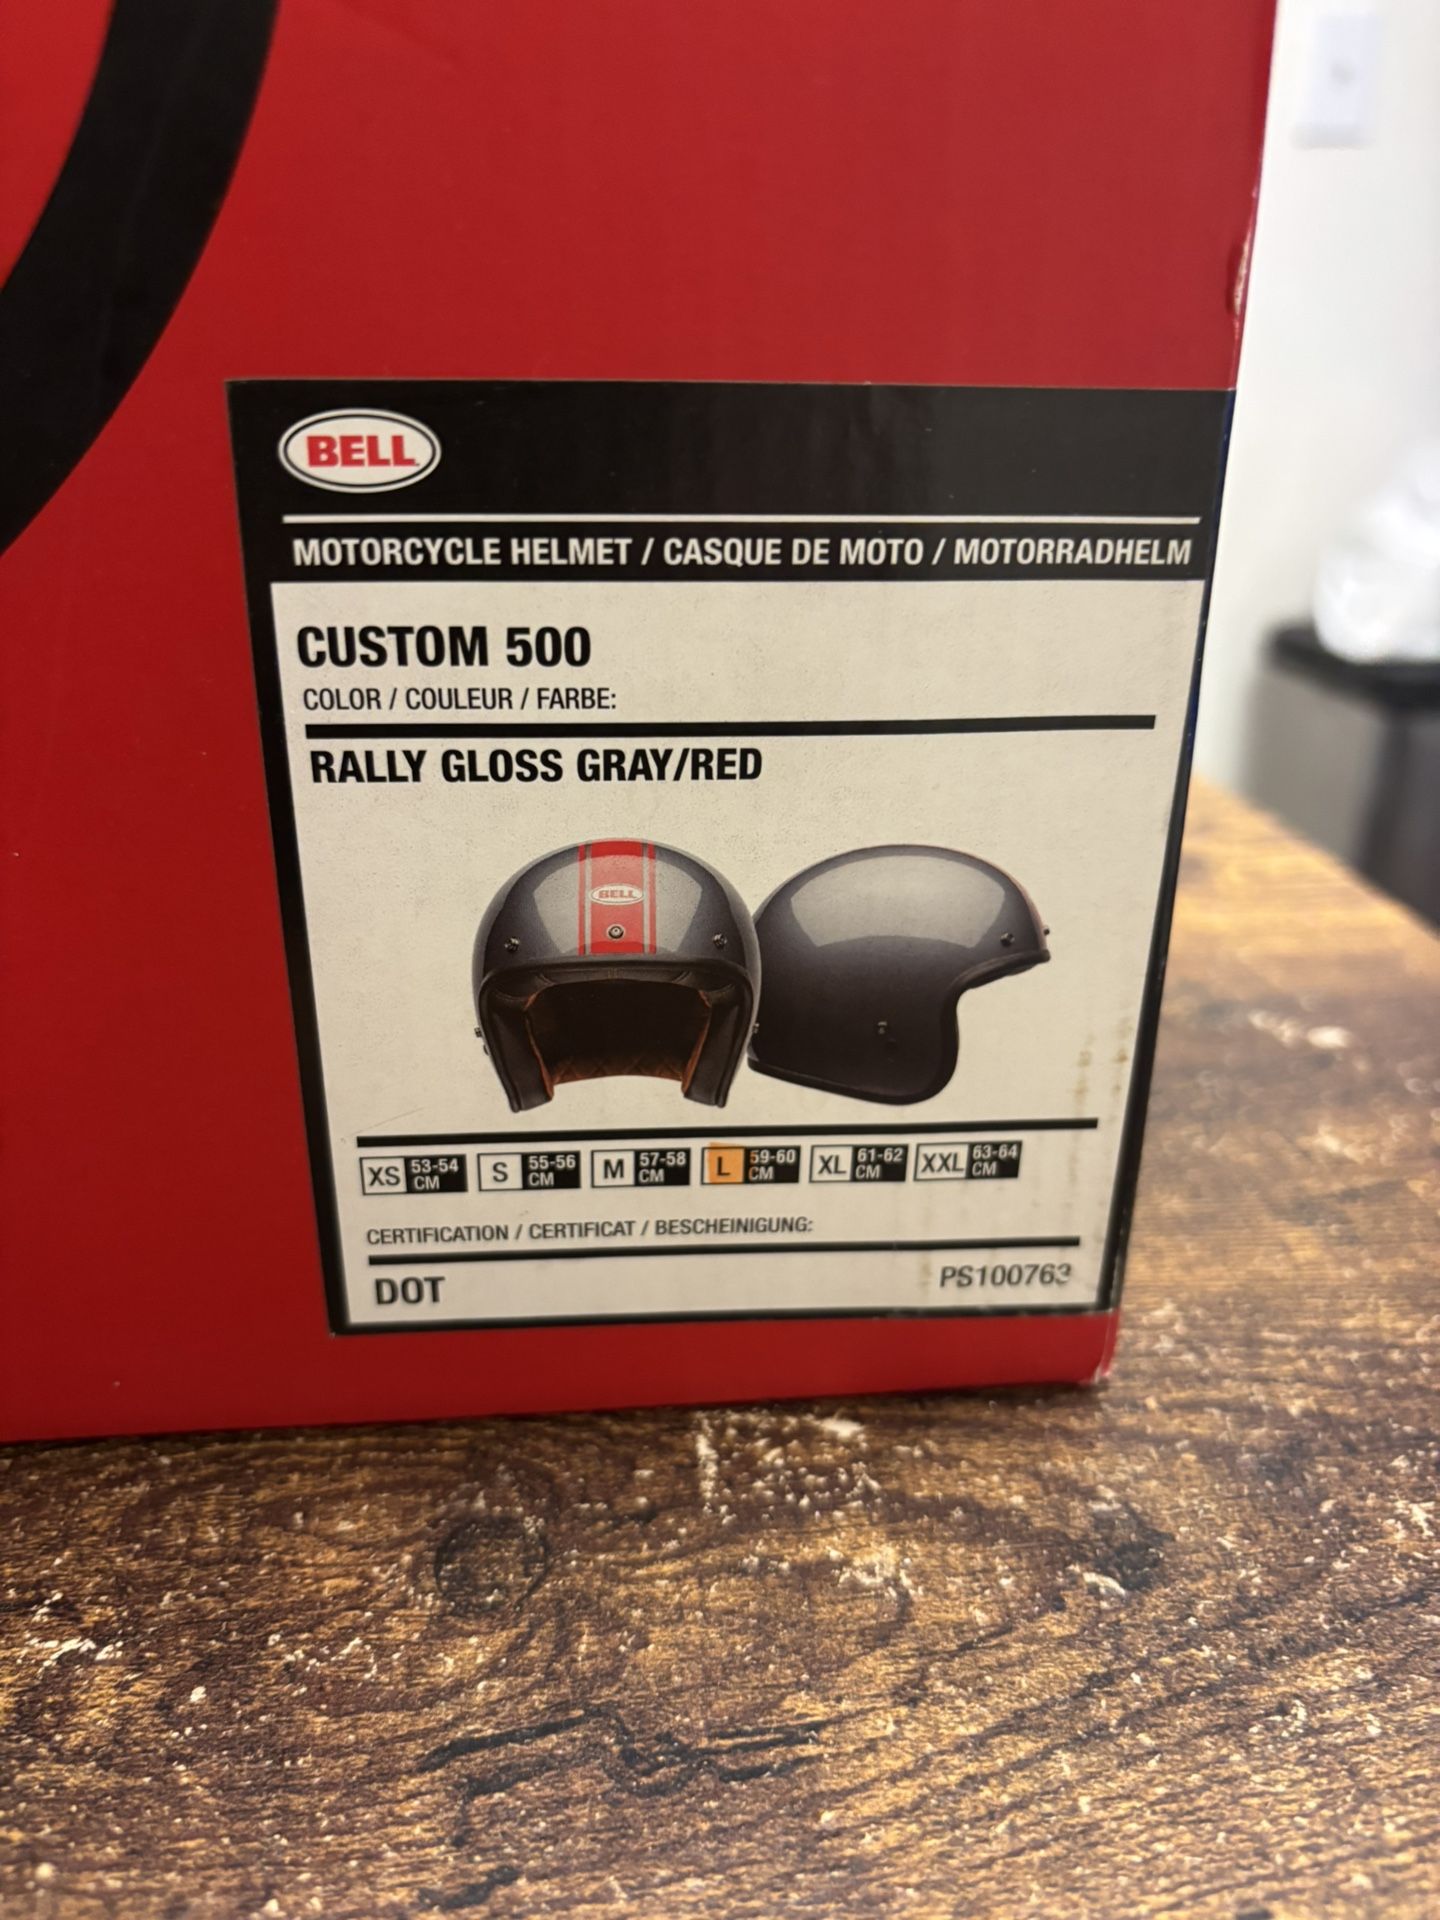 BELL
MOTORCYCLE HELMET / CASQUE DE MOTO / MOTORRADHELM
CUSTOM 500
COLOR / COULEUR / FARBE:
RALLY GLOSS GRAY/RED
BELL
XS 53-54 CM S 55-56 CM M 57-58 CM L 59-60 CM XL 61-62 CM XXL 63-64 CM
CERTIFICATION / CERTIFICAT / BESCHEINIGUNG:
DOT PS100763